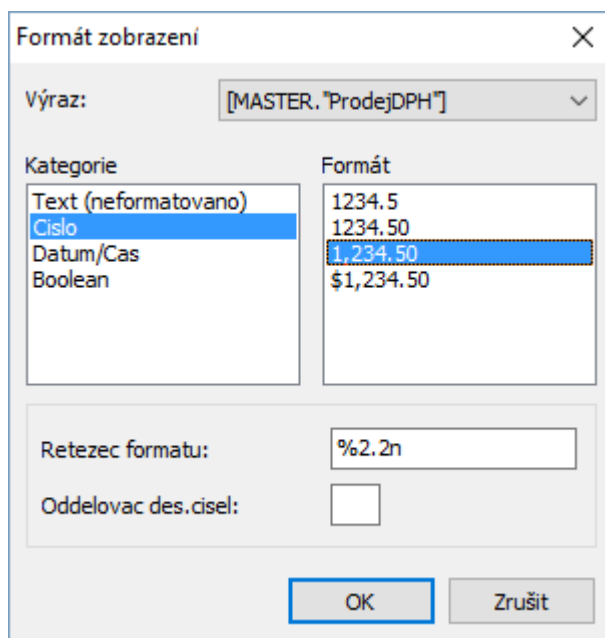 Formát zobrazení
Výraz: [MASTER."ProdejDPH"]
Kategorie
Text (neformatovano)
Cislo
Datum/Cas
Boolean
Formát
1234.5
1234.50
1,234.50
$1,234.50
Retezec formatu: %2.2n
Oddelovac des.cisel:
OK Zrušit